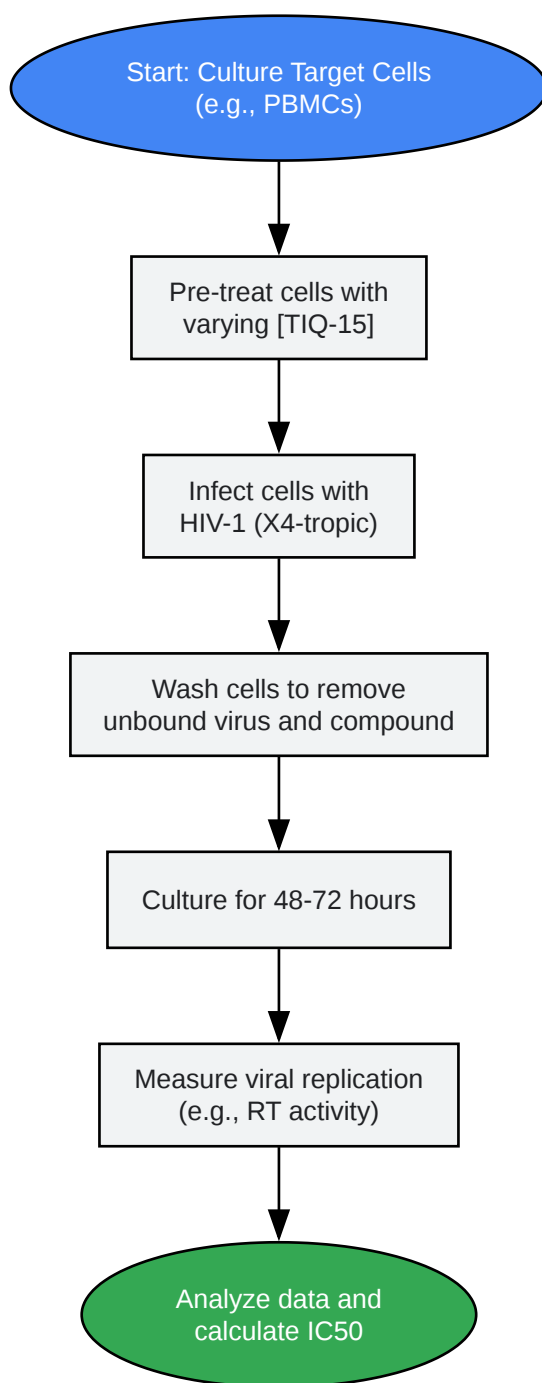 Start: Culture Target Cells
(e.g., PBMCs)
Pre-treat cells with
varying [TIQ-15]
Infect cells with
HIV-1 (X4-tropic)
Wash cells to remove
unbound virus and compound
Culture for 48-72 hours
Measure viral replication
(e.g., RT activity)
Analyze data and
calculate IC50